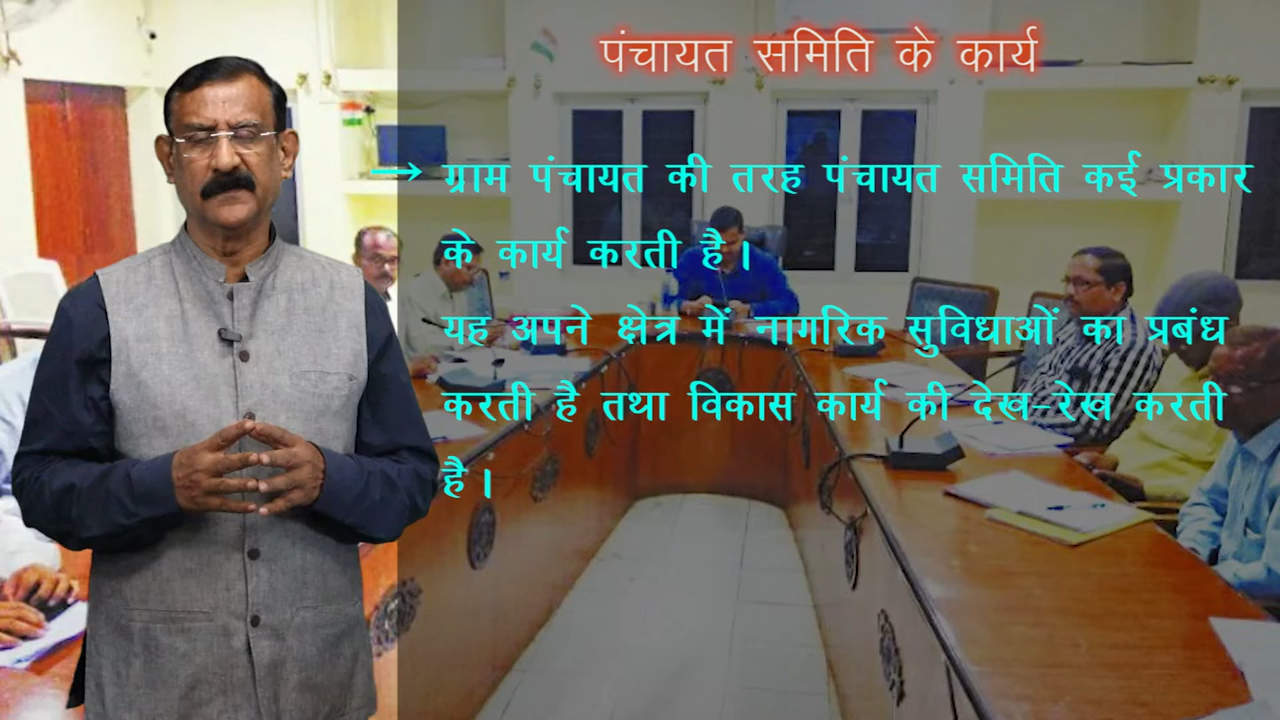 पंचायत समिति के कार्य
→ ग्राम पंचायत की तरह पंचायत समिति कई प्रकार
के कार्य करती है।
यह अपने क्षेत्र में नागरिक सुविधाओं का प्रबंध
करती है तथा विकास कार्य की देख-रेख करती
है।